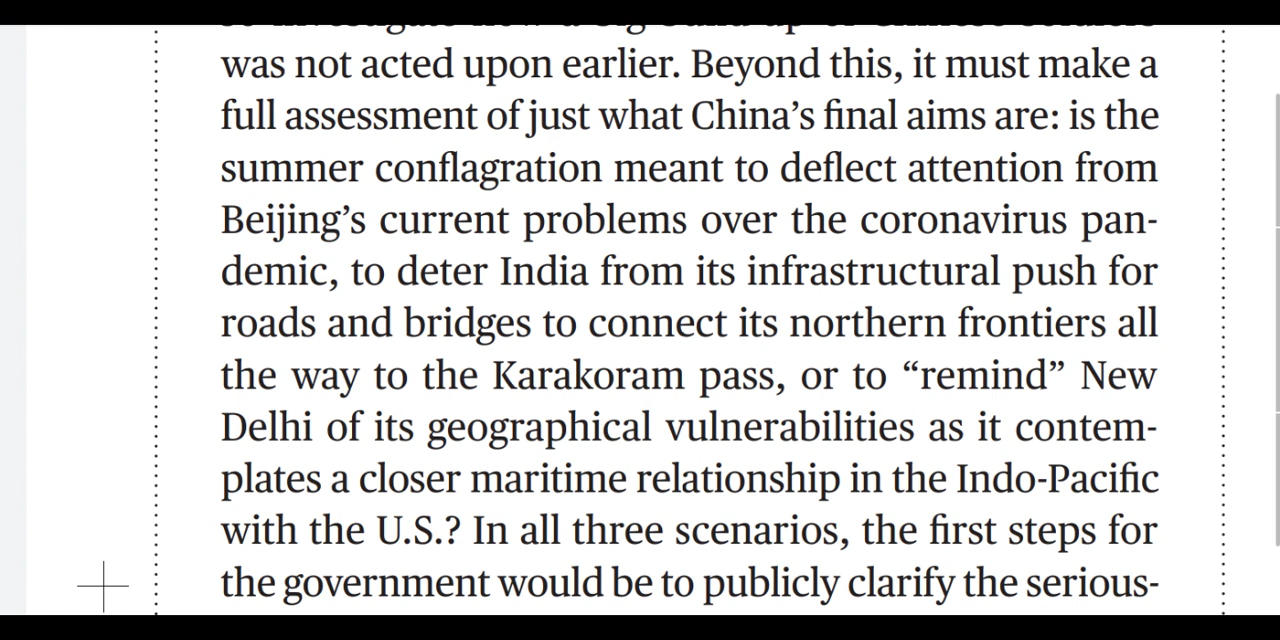 was not acted upon earlier. Beyond this, it must make a
full assessment of just what China’s final aims are: is the
summer conflagration meant to deflect attention from
Beijing’s current problems over the coronavirus pan-
demic, to deter India from its infrastructural push for
roads and bridges to connect its northern frontiers all
the way to the Karakoram pass, or to “remind” New
Delhi of its geographical vulnerabilities as it contem-
plates a closer maritime relationship in the Indo-Pacific
with the U.S.? In all three scenarios, the first steps for
the government would be to publicly clarify the serious-